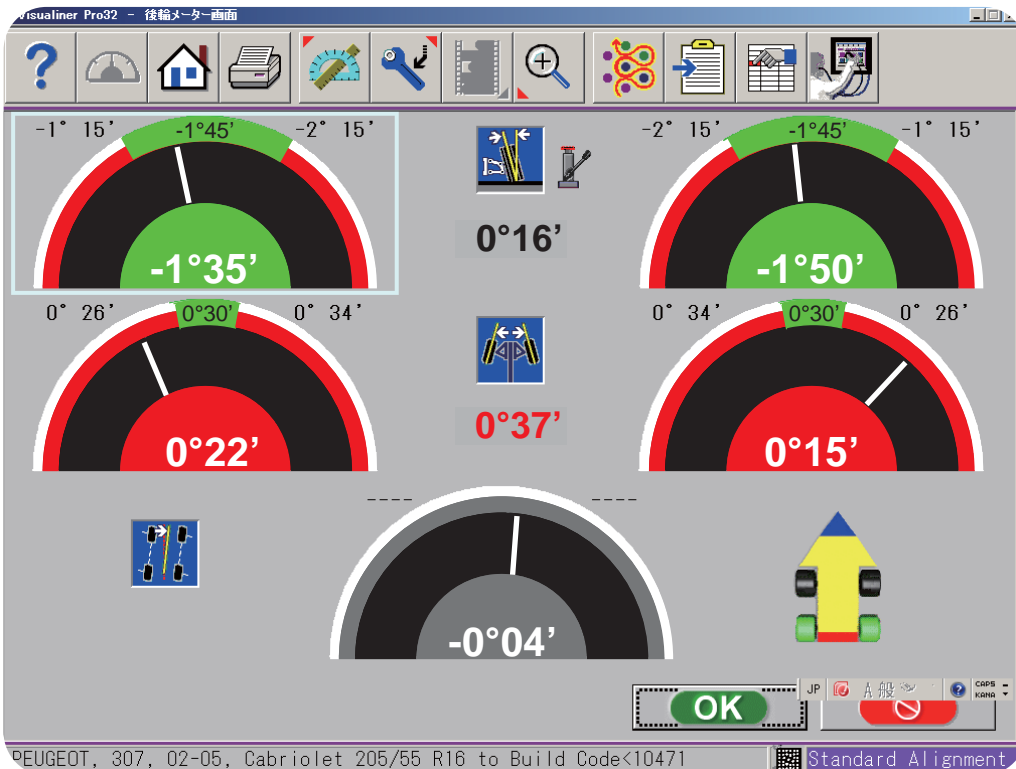 Visualiner Pro32 - 後輪メーター画面
-1° 15' -1°45' -2° 15'
-2° 15' -1°45' -1° 15'
-1°35'
0°16'
-1°50'
0° 26' 0°30' 0° 34'
0° 34' 0°30' 0° 26'
0°22'
0°37'
0°15'
---- ----
-0°04'
OK
JP A 般 CAPS
KANA
PEUGEOT, 307, 02-05, Cabriolet 205/55 R16 to Build Code<10471
Standard Alignment